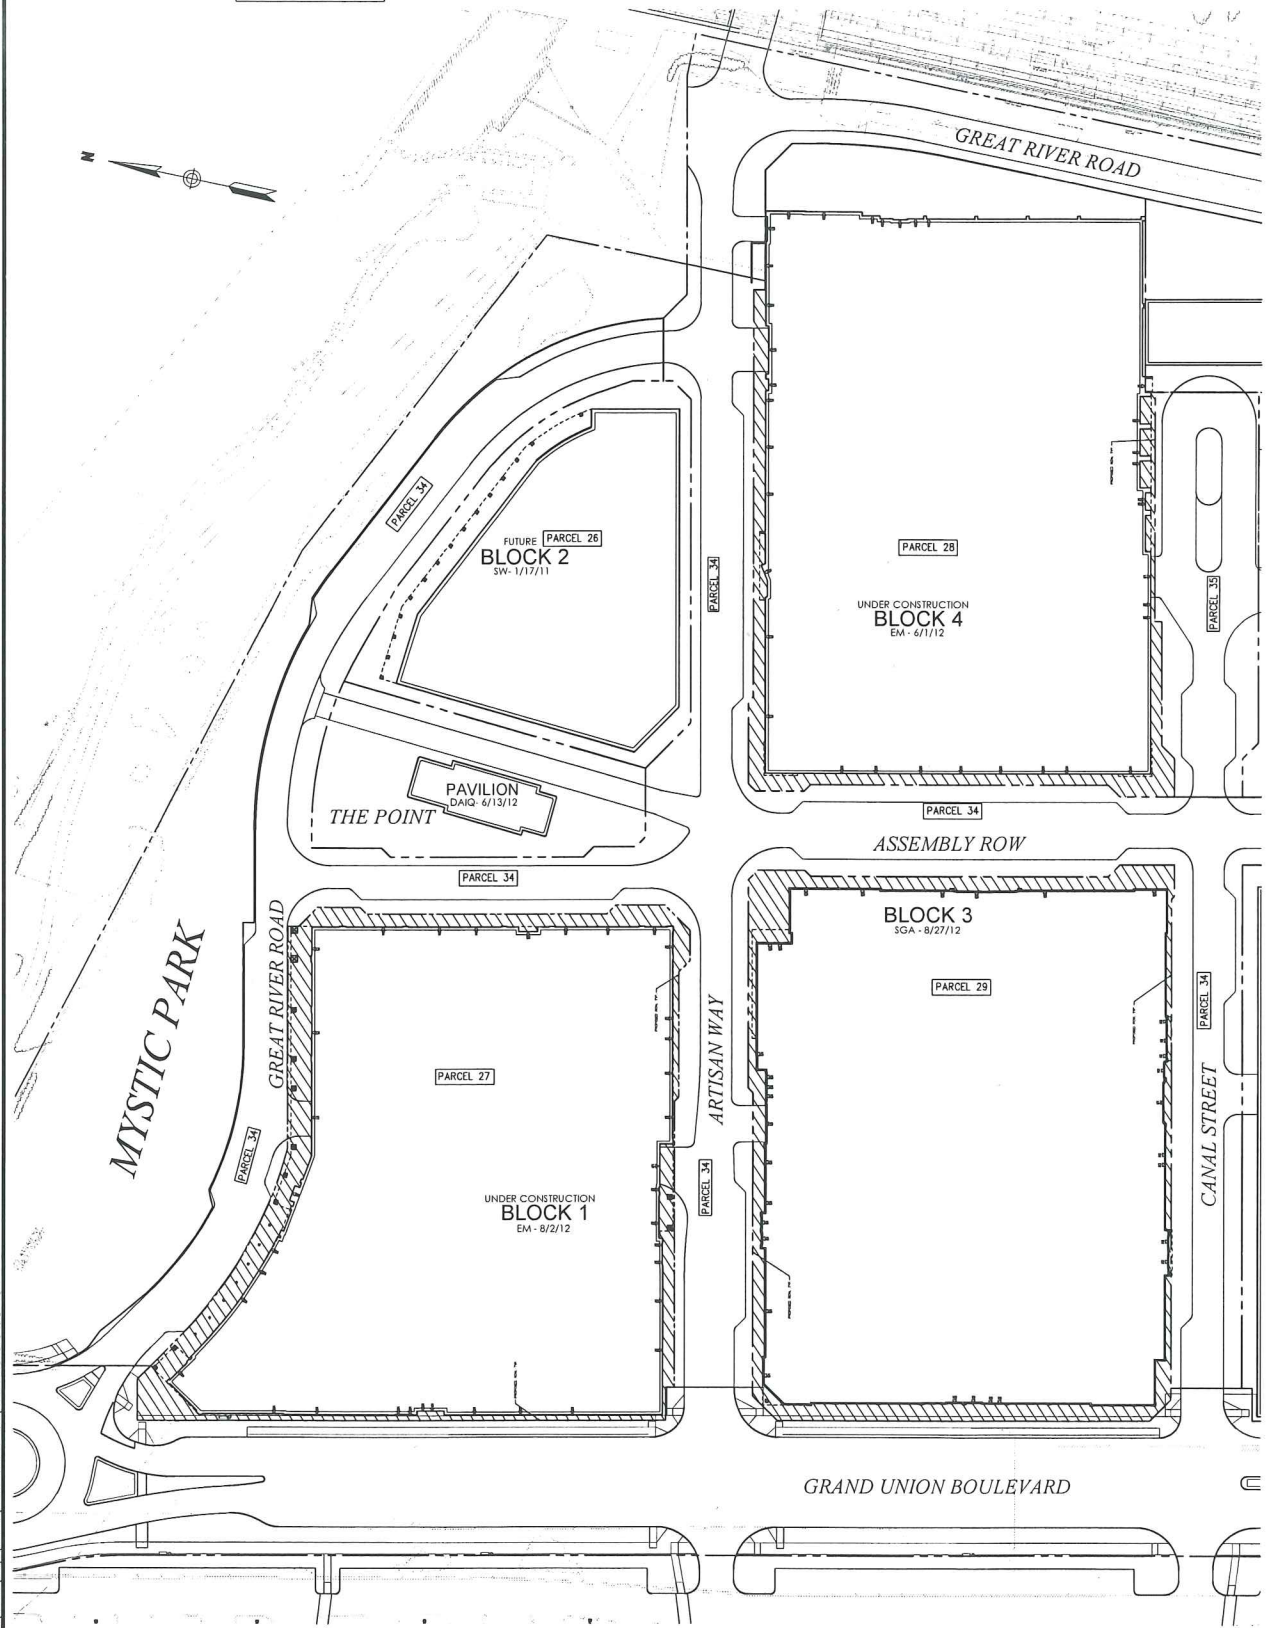 GREAT RIVER ROAD
N
PARCEL 34
FUTURE PARCEL 26
BLOCK 2
SW- 1/17/11
PARCEL 34
PARCEL 28
UNDER CONSTRUCTION
BLOCK 4
EM - 6/1/12
PARCEL 35
PAVILION
DAIQ- 6/13/12
THE POINT
PARCEL 34
ASSEMBLY ROW
PARCEL 34
BLOCK 3
SGA - 8/27/12
PARCEL 29
MYSTIC PARK
GREAT RIVER ROAD
PARCEL 34
PARCEL 27
ARTISAN WAY
PARCEL 34
CANAL STREET
PARCEL 34
UNDER CONSTRUCTION
BLOCK 1
EM - 8/2/12
GRAND UNION BOULEVARD